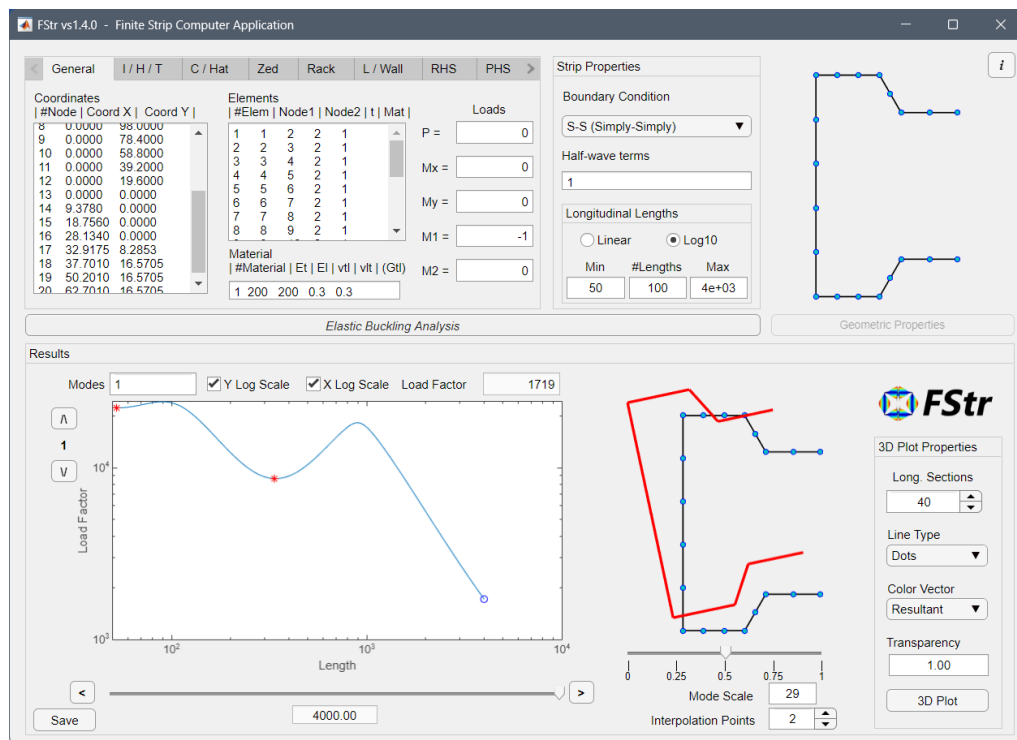 FStr vs1.4.0 - Finite Strip Computer Application
General I / H / T C / Hat Zed Rack L / Wall RHS PHS
Coordinates
|#Node | Coord X | Coord Y |
8 0.0000 98.0000
9 0.0000 78.4000
10 0.0000 58.8000
11 0.0000 39.2000
12 0.0000 19.6000
13 0.0000 0.0000
14 9.3780 0.0000
15 18.7560 0.0000
16 28.1340 0.0000
17 32.9175 8.2853
18 37.7010 16.5705
19 50.2010 16.5705
20 62.7010 16.5705
Elements
|#Elem | Node1 | Node2 | t | Mat |
1 1 2 2 1
2 2 3 2 1
3 3 4 2 1
4 4 5 2 1
5 5 6 2 1
6 6 7 2 1
7 7 8 2 1
8 8 9 2 1
Material
|#Material | Et | El | vtl | vlt | (Gtl)
1 200 200 0.3 0.3
Loads
P = 0
Mx = 0
My = 0
M1 = -1
M2 = 0
Strip Properties
Boundary Condition
S-S (Simply-Simply)
Half-wave terms
1
Longitudinal Lengths
Linear Log10
Min #Lengths Max
50 100 4e+03
i
Elastic Buckling Analysis
Geometric Properties
Results
Modes 1 Y Log Scale X Log Scale Load Factor 1719
/\
1
\/
10^4
10^3
Load Factor
10^2 10^3 10^4
Length
< >
4000.00
Save
0 0.25 0.5 0.75 1
Mode Scale 29
Interpolation Points 2
FStr
3D Plot Properties
Long. Sections
40
Line Type
Dots
Color Vector
Resultant
Transparency
1.00
3D Plot